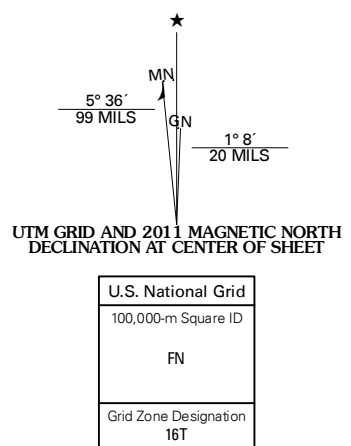 ★
MN
5° 36´
99 MILS
GN
1° 8´
20 MILS
UTM GRID AND 2011 MAGNETIC NORTH
DECLINATION AT CENTER OF SHEET
U.S. National Grid
100,000-m Square ID
FN
Grid Zone Designation
16T